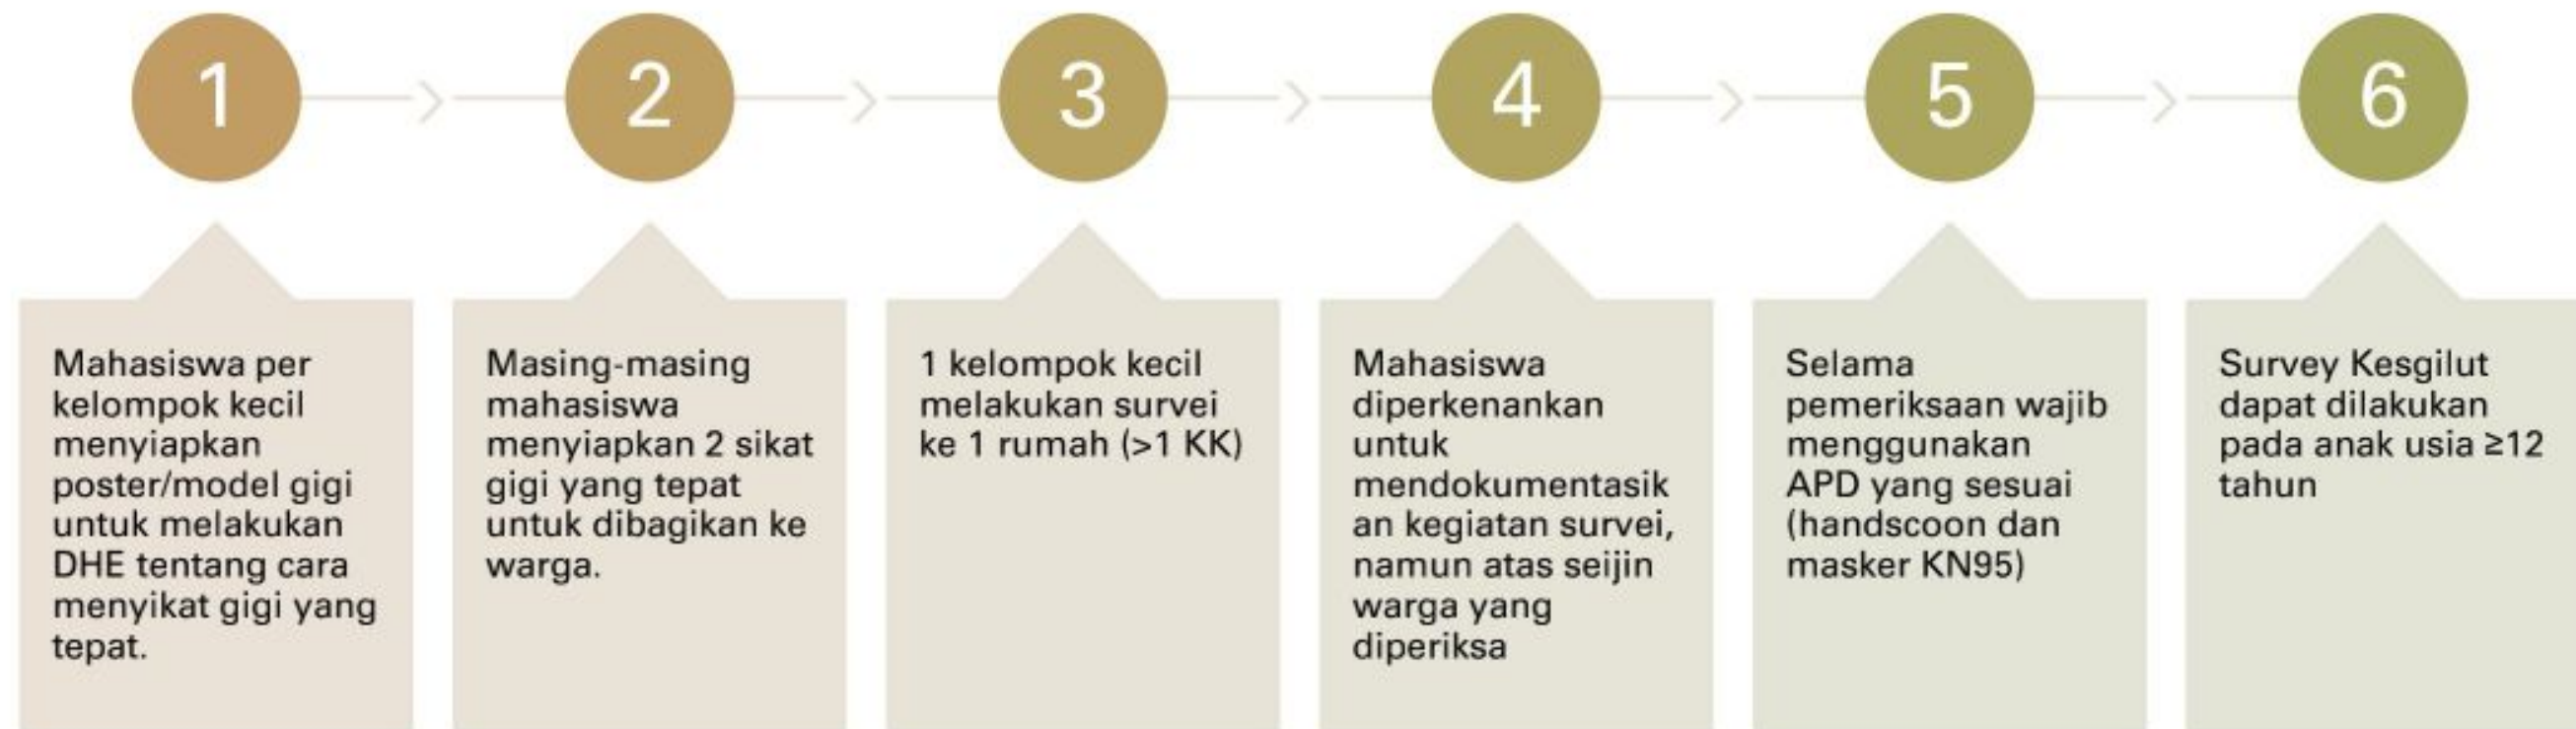 1
Mahasiswa per
kelompok kecil
menyiapkan
poster/model gigi
untuk melakukan
DHE tentang cara
menyikat gigi yang
tepat.
2
Masing-masing
mahasiswa
menyiapkan 2 sikat
gigi yang tepat
untuk dibagikan ke
warga.
3
1 kelompok kecil
melakukan survei
ke 1 rumah (>1 KK)
4
Mahasiswa
diperkenankan
untuk
mendokumentasik
an kegiatan survei,
namun atas seijin
warga yang
diperiksa
5
Selama
pemeriksaan wajib
menggunakan
APD yang sesuai
(handscoon dan
masker KN95)
6
Survey Kesgilut
dapat dilakukan
pada anak usia ≥12
tahun